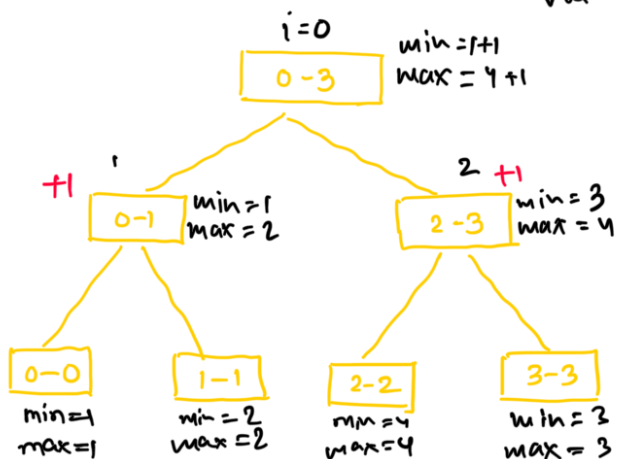 i=0
min=1+1
0-3
max = 4+1
1
2 +1
+1
min=1
min= 3
0-1
max = 2
2-3
max = 4
0-0
1-1
2-2
3-3
min=1
min=2
min=4
min= 3
max=1
max=2
max=4
max= 3